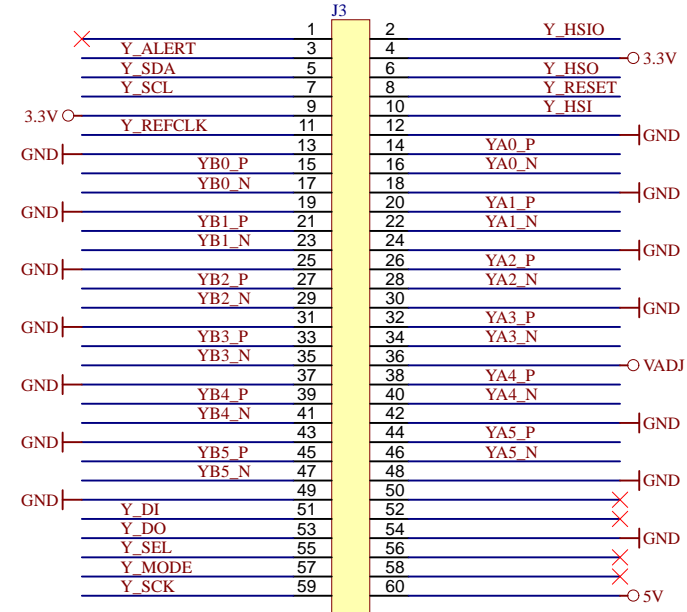 J3
1 2 Y_HSIO
Y_ALERT 3 4 3.3V
Y_SDA 5 6 Y_HSO
Y_SCL 7 8 Y_RESET
3.3V 9 10 Y_HSI
Y_REFCLK 11 12 GND
GND 13 14 YA0_P
YB0_P 15 16 YA0_N
YB0_N 17 18 GND
GND 19 20 YA1_P
YB1_P 21 22 YA1_N
YB1_N 23 24 GND
GND 25 26 YA2_P
YB2_P 27 28 YA2_N
YB2_N 29 30 GND
GND 31 32 YA3_P
YB3_P 33 34 YA3_N
YB3_N 35 36 VADJ
GND 37 38 YA4_P
YB4_P 39 40 YA4_N
YB4_N 41 42 GND
GND 43 44 YA5_P
YB5_P 45 46 YA5_N
YB5_N 47 48 GND
GND 49 50
Y_DI 51 52
Y_DO 53 54 GND
Y_SEL 55 56
Y_MODE 57 58
Y_SCK 59 60 5V